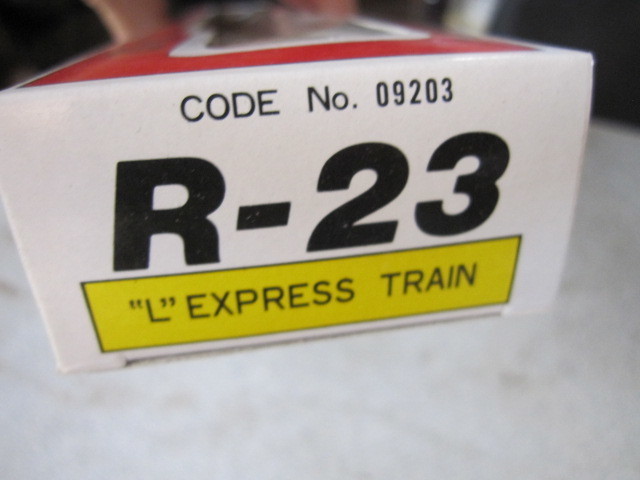 CODE No. 09203
R-23
"L" EXPRESS TRAIN